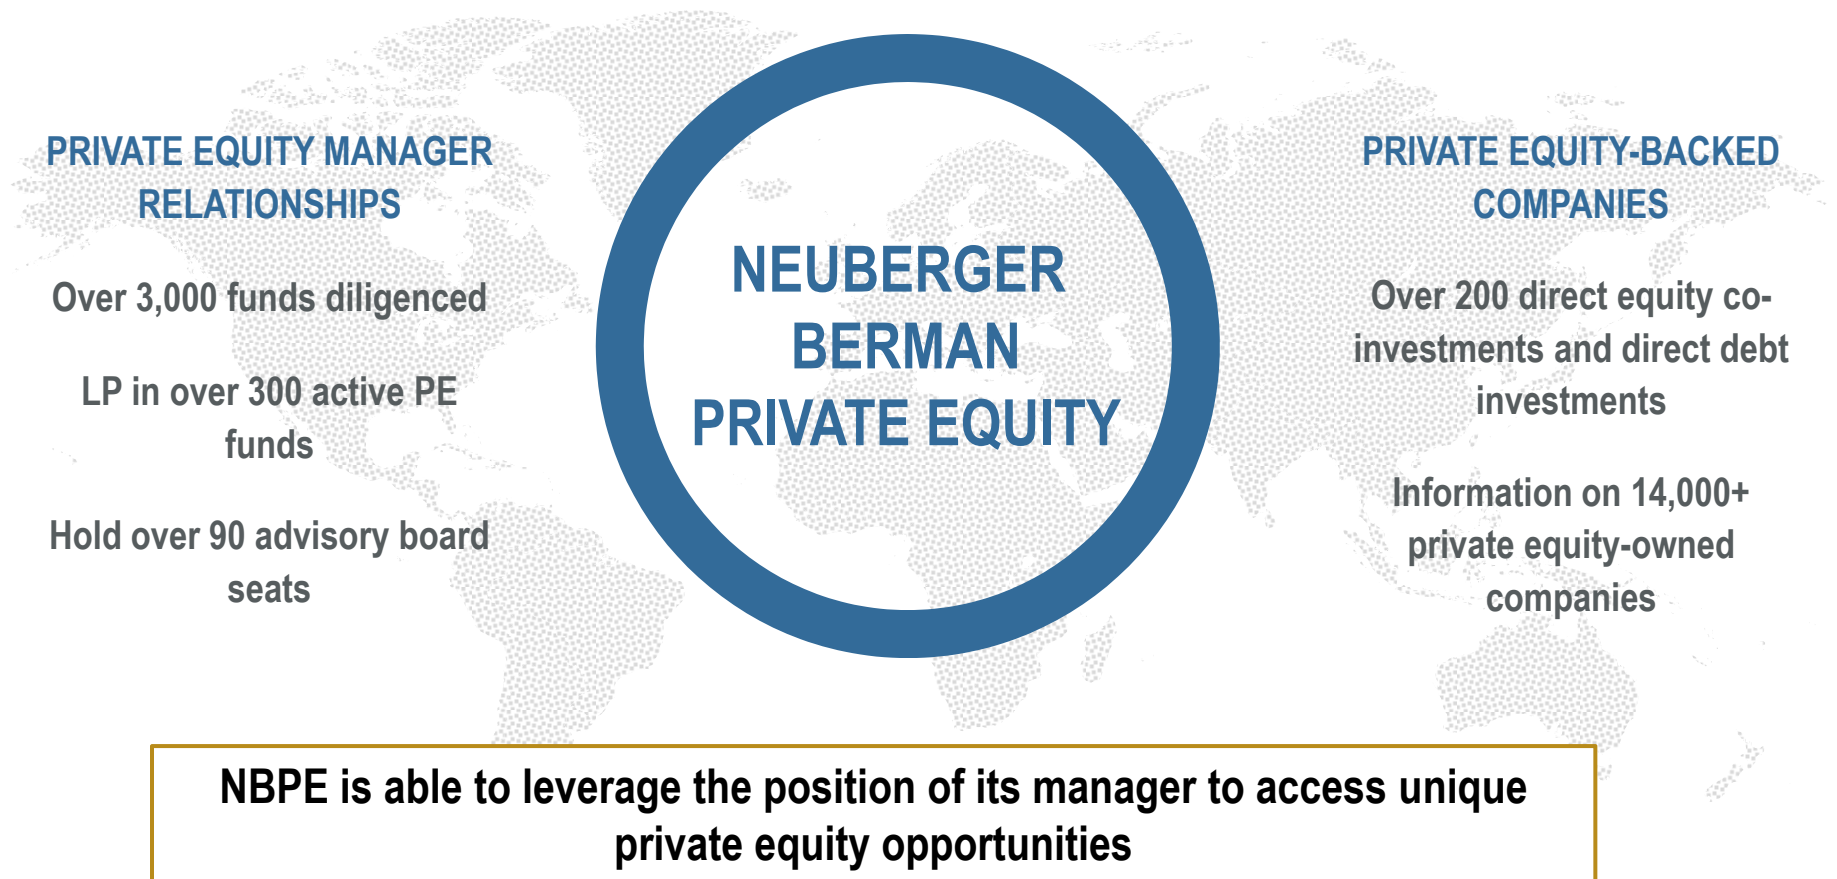 PRIVATE EQUITY MANAGER
RELATIONSHIPS
Over 3,000 funds diligenced
LP in over 300 active PE
funds
Hold over 90 advisory board
seats
NEUBERGER
BERMAN
PRIVATE EQUITY
PRIVATE EQUITY-BACKED
COMPANIES
Over 200 direct equity co-
investments and direct debt
investments
Information on 14,000+
private equity-owned
companies
NBPE is able to leverage the position of its manager to access unique
private equity opportunities